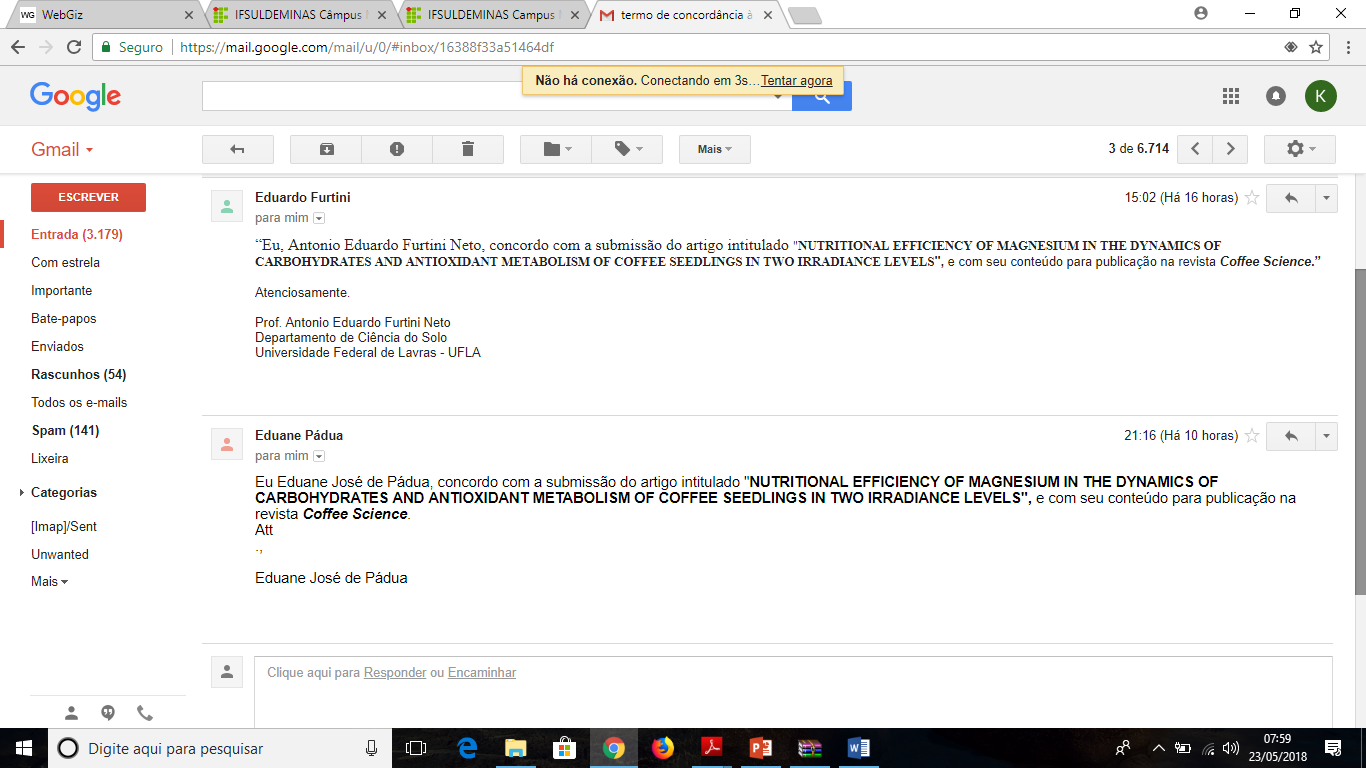 WG WebGiz
IFSULDEMINAS Câmpus
IFSULDEMINAS Campus
termo de concordância à
Seguro https://mail.google.com/mail/u/0/#inbox/16388f33a51464df
Não há conexão. Conectando em 3s... Tentar agora
Google
K
Gmail
Mais
3 de 6.714
ESCREVER
Entrada (3.179)
Com estrela
Importante
Bate-papos
Enviados
Rascunhos (54)
Todos os e-mails
Spam (141)
Lixeira
Categorias
[Imap]/Sent
Unwanted
Mais
Eduardo Furtini
15:02 (Há 16 horas)
para mim
“Eu, Antonio Eduardo Furtini Neto, concordo com a submissão do artigo intitulado "NUTRITIONAL EFFICIENCY OF MAGNESIUM IN THE DYNAMICS OF
CARBOHYDRATES AND ANTIOXIDANT METABOLISM OF COFFEE SEEDLINGS IN TWO IRRADIANCE LEVELS", e com seu conteúdo para publicação na revista Coffee Science.”
Atenciosamente.
Prof. Antonio Eduardo Furtini Neto
Departamento de Ciência do Solo
Universidade Federal de Lavras - UFLA
Eduane Pádua
21:16 (Há 10 horas)
para mim
Eu Eduane José de Pádua, concordo com a submissão do artigo intitulado "NUTRITIONAL EFFICIENCY OF MAGNESIUM IN THE DYNAMICS OF
CARBOHYDRATES AND ANTIOXIDANT METABOLISM OF COFFEE SEEDLINGS IN TWO IRRADIANCE LEVELS", e com seu conteúdo para publicação na
revista Coffee Science.
Att
.,
Eduane José de Pádua
Clique aqui para Responder ou Encaminhar
Digite aqui para pesquisar
07:59
23/05/2018